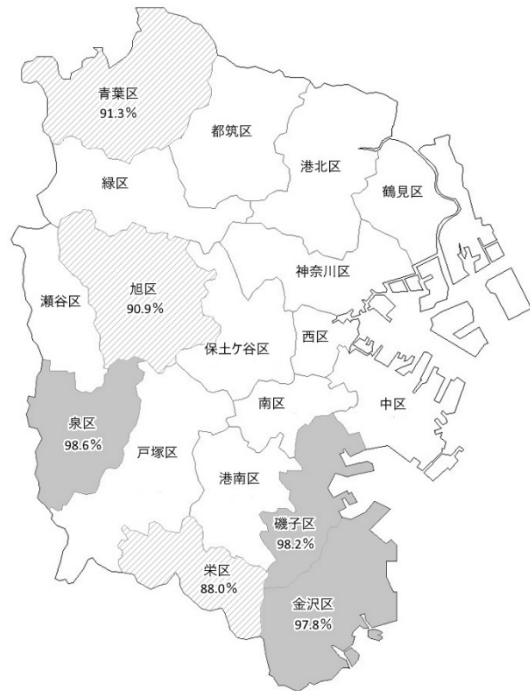 青葉区
91.3%
都筑区
港北区
緑区
鶴見区
神奈川区
瀬谷区
旭区
90.9%
保土ケ谷区
西区
南区
中区
泉区
98.6%
戸塚区
港南区
磯子区
98.2%
栄区
88.0%
金沢区
97.8%